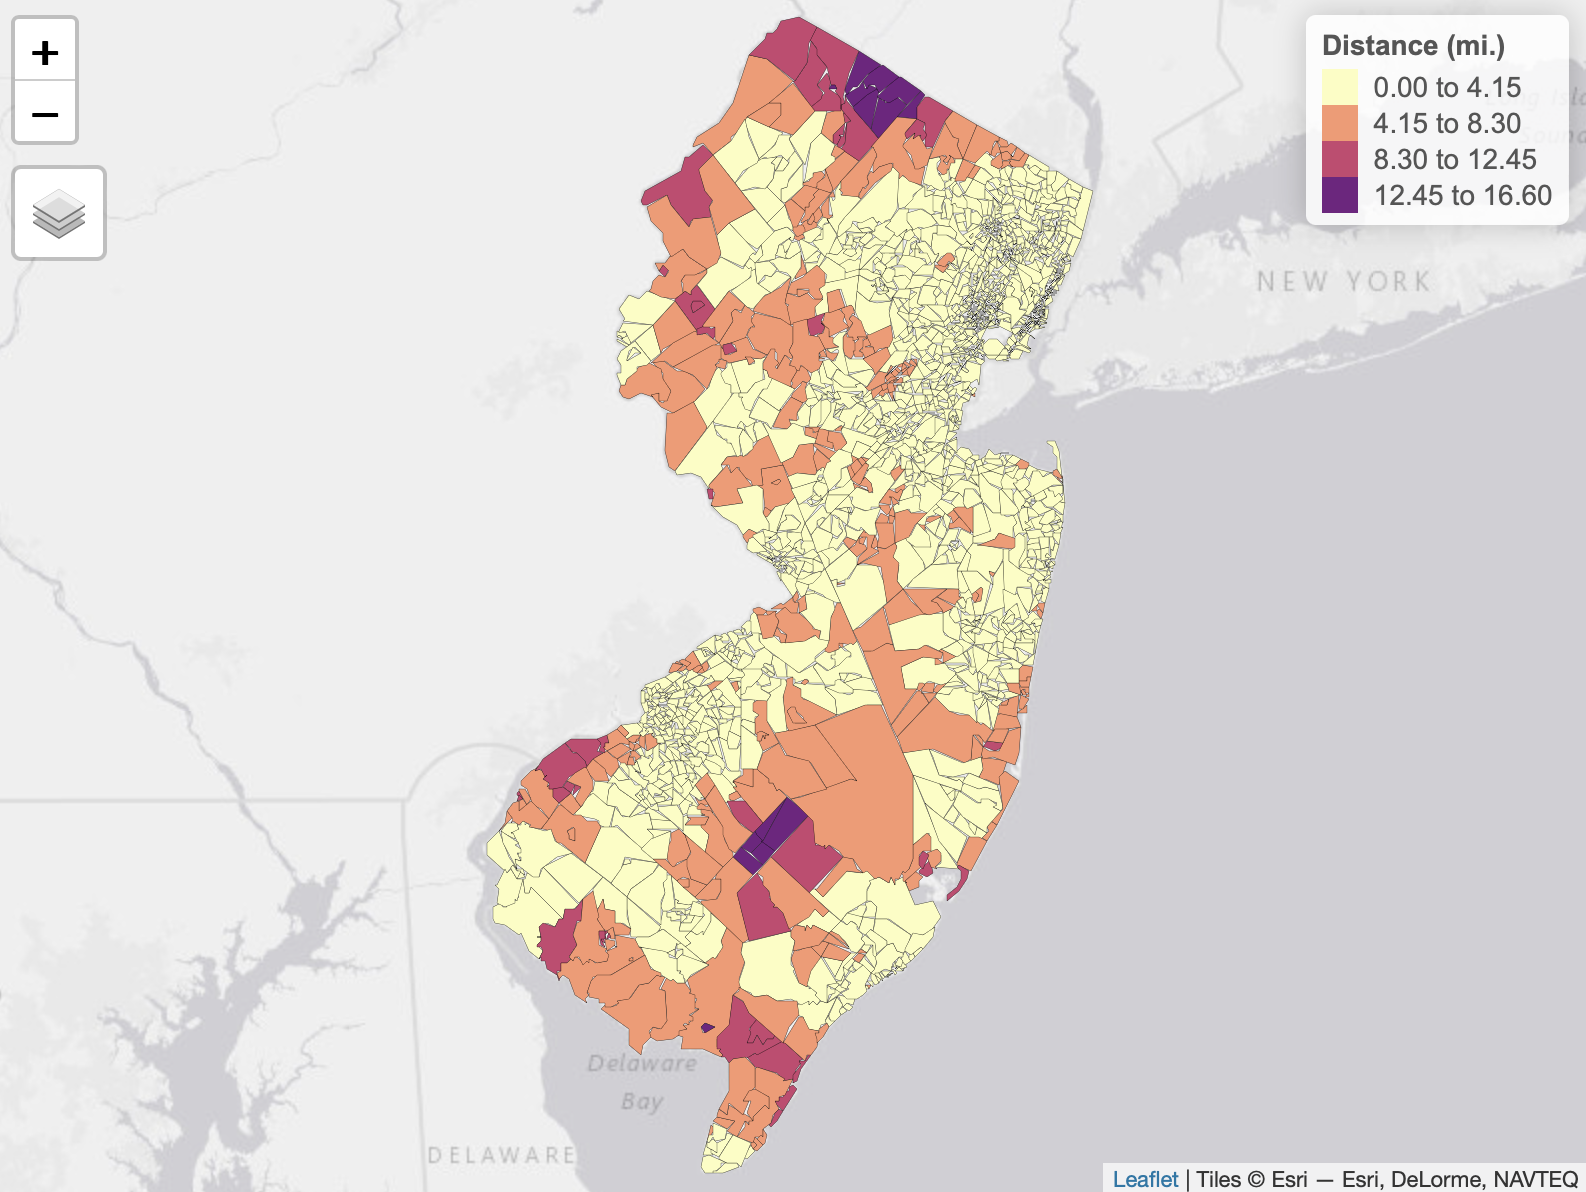 +
−
Distance (mi.)
0.00 to 4.15
4.15 to 8.30
8.30 to 12.45
12.45 to 16.60
NEW YORK
Delaware
Bay
DELAWARE
Leaflet | Tiles © Esri — Esri, DeLorme, NAVTEQ